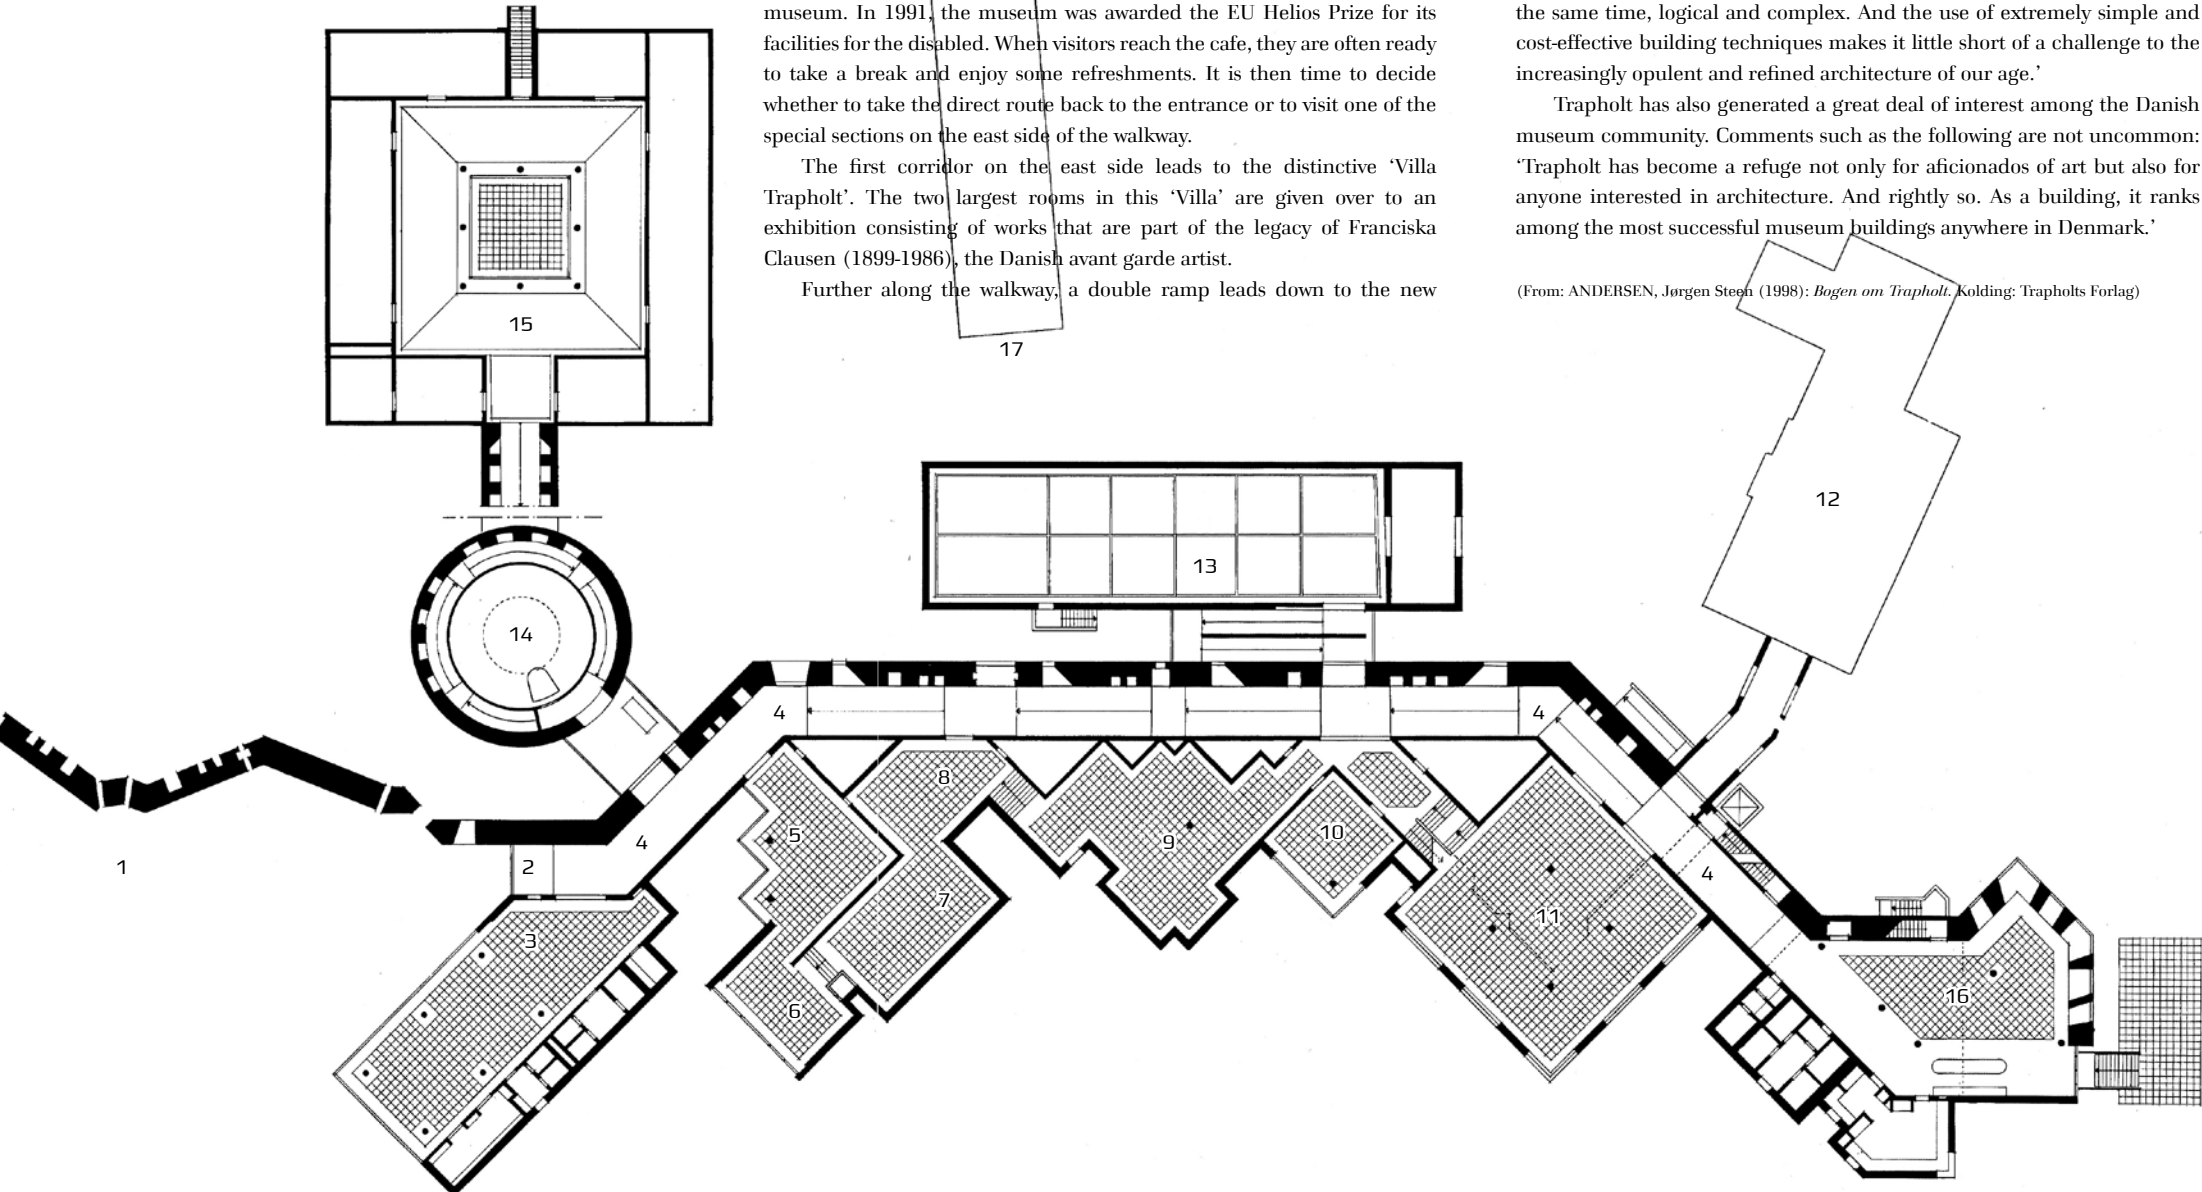 museum. In 1991, the museum was awarded the EU Helios Prize for its
facilities for the disabled. When visitors reach the cafe, they are often ready
to take a break and enjoy some refreshments. It is then time to decide
whether to take the direct route back to the entrance or to visit one of the
special sections on the east side of the walkway.
The first corridor on the east side leads to the distinctive ‘Villa
Trapholt’. The two largest rooms in this ‘Villa’ are given over to an
exhibition consisting of works that are part of the legacy of Franciska
Clausen (1899-1986), the Danish avant garde artist.
Further along the walkway, a double ramp leads down to the new
the same time, logical and complex. And the use of extremely simple and
cost-effective building techniques makes it little short of a challenge to the
increasingly opulent and refined architecture of our age.’
Trapholt has also generated a great deal of interest among the Danish
museum community. Comments such as the following are not uncommon:
‘Trapholt has become a refuge not only for aficionados of art but also for
anyone interested in architecture. And rightly so. As a building, it ranks
among the most successful museum buildings anywhere in Denmark.’
(From: ANDERSEN, Jørgen Steen (1998): Bogen om Trapholt. Kolding: Trapholts Forlag)
15
17
12
13
14
4
4
8
5
4
9
10
1
2
4
7
11
3
16
6